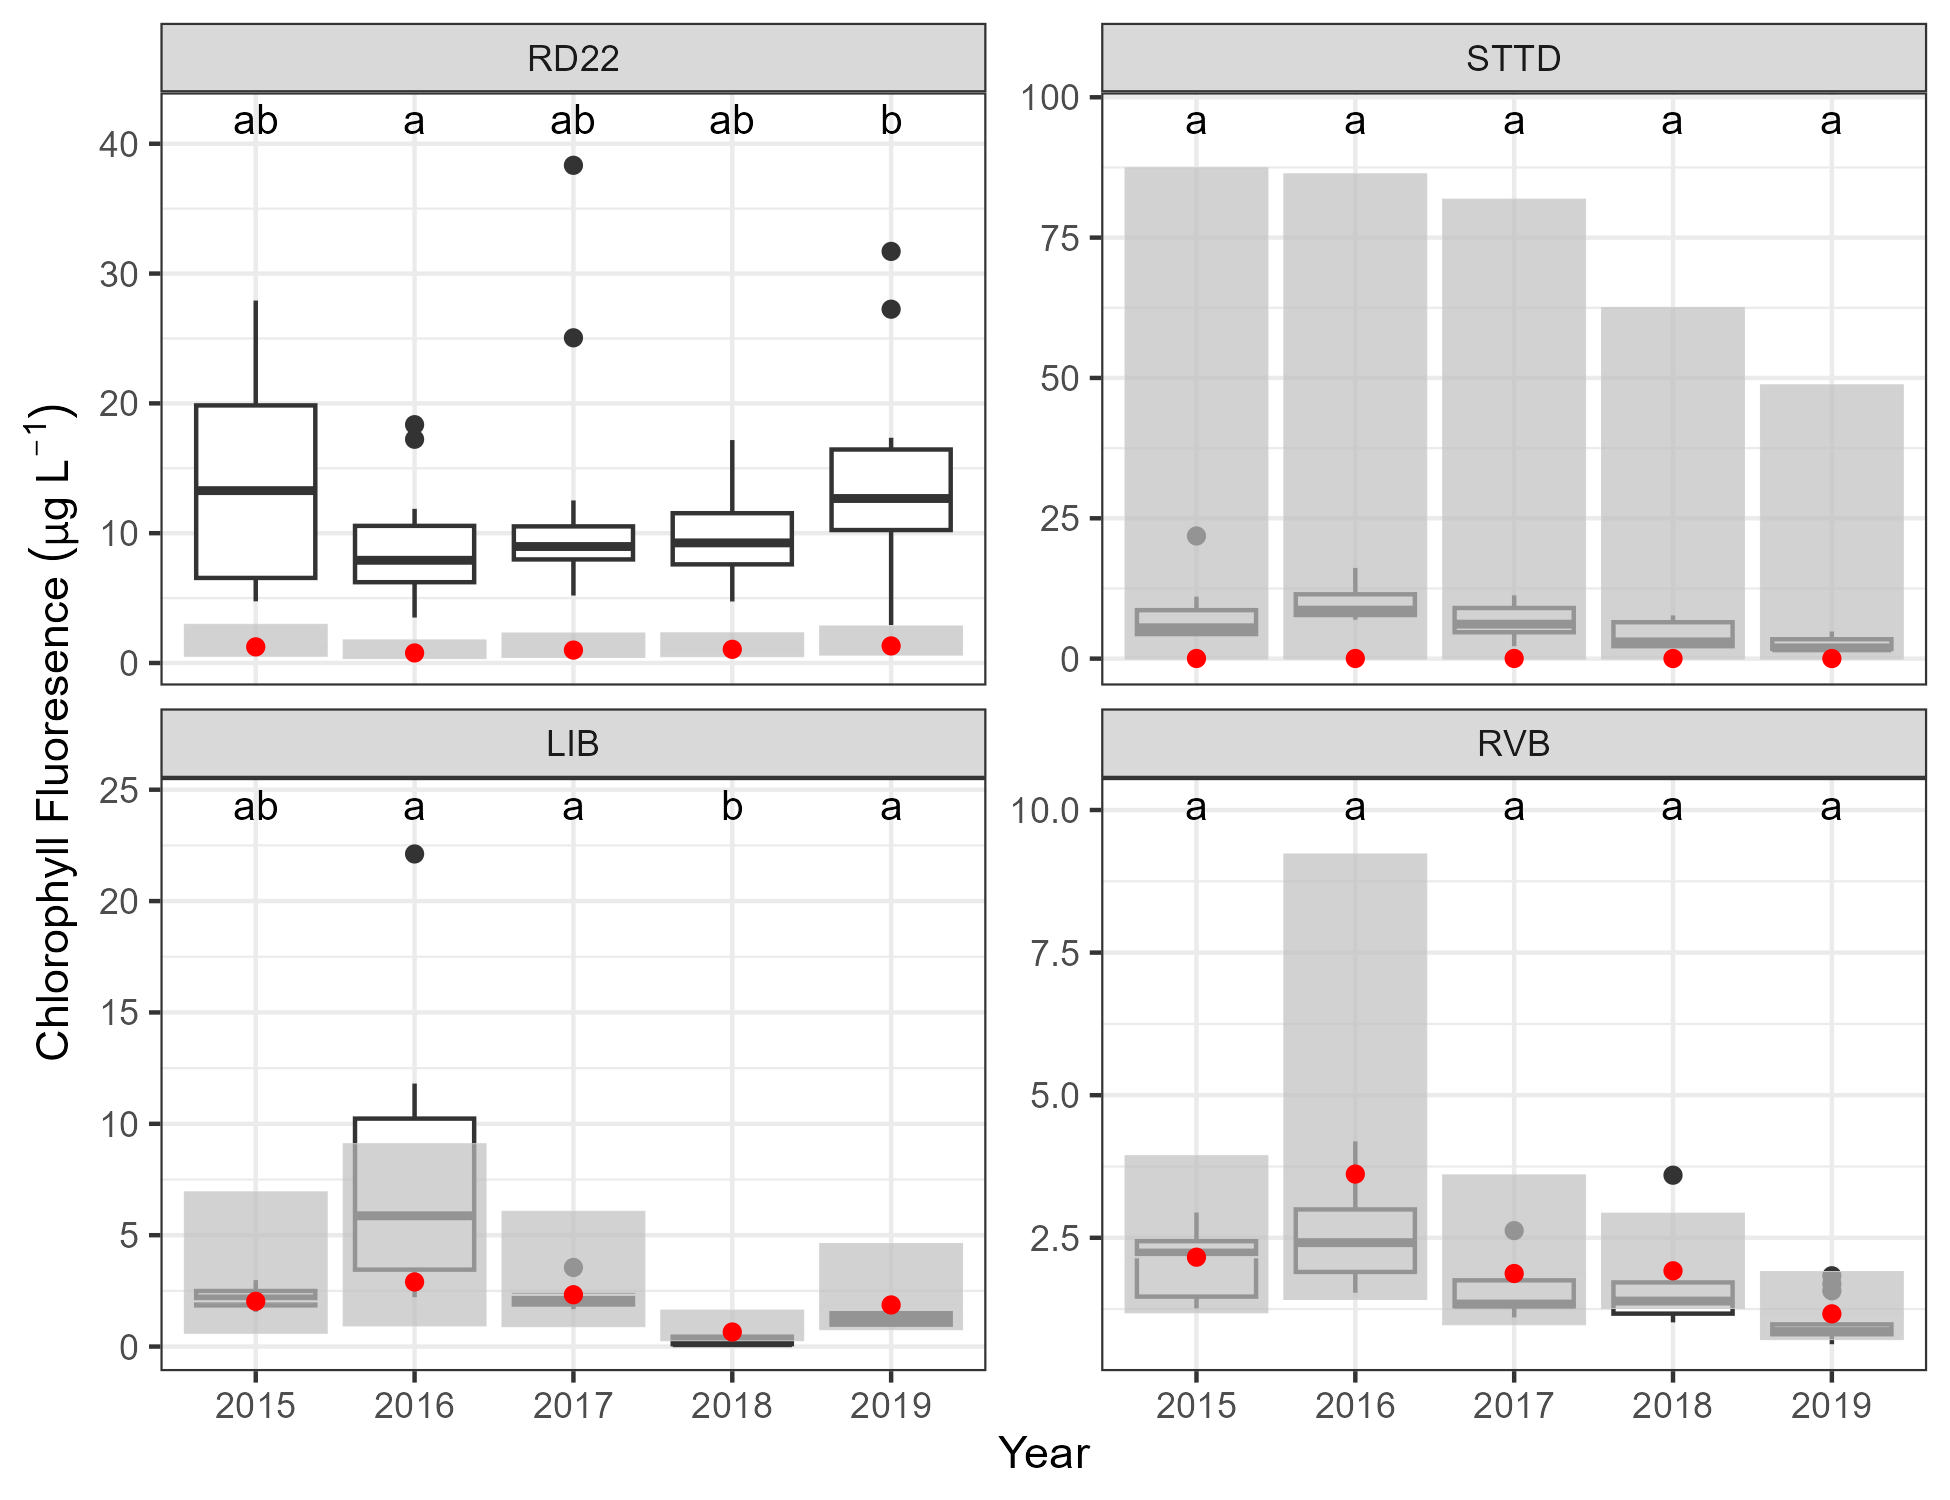 RD22
ab a ab ab b
40
30
20
10
0
STTD
a a a a a
100
75
50
25
0
LIB
ab a a b a
25
20
15
10
5
0
2015 2016 2017 2018 2019
RVB
a a a a a
10.0
7.5
5.0
2.5
2015 2016 2017 2018 2019
Chlorophyll Fluoresence (µg L⁻¹)
Year